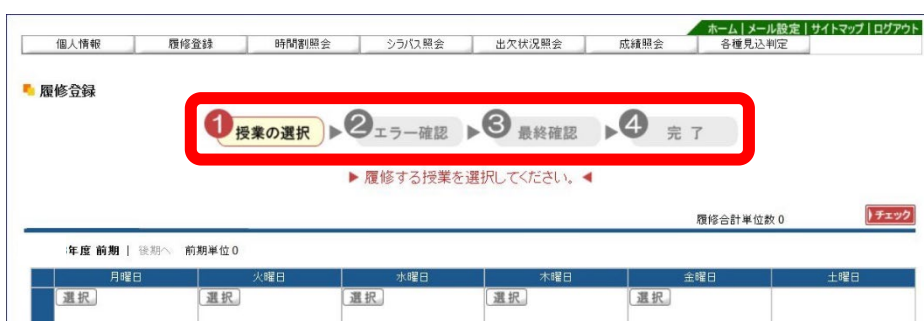 ホーム | メール設定 | サイトマップ | ログアウト
個人情報 履修登録 時間割照会 シラバス照会 出欠状況照会 成績照会 各種見込判定
履修登録
1 授業の選択 ▶ 2 エラー確認 ▶ 3 最終確認 ▶ 4 完了
▶ 履修する授業を選択してください。 ◀
履修合計単位数 0 チェック
年度 前期 | 後期へ 前期単位 0
月曜日 火曜日 水曜日 木曜日 金曜日 土曜日
選択 選択 選択 選択 選択